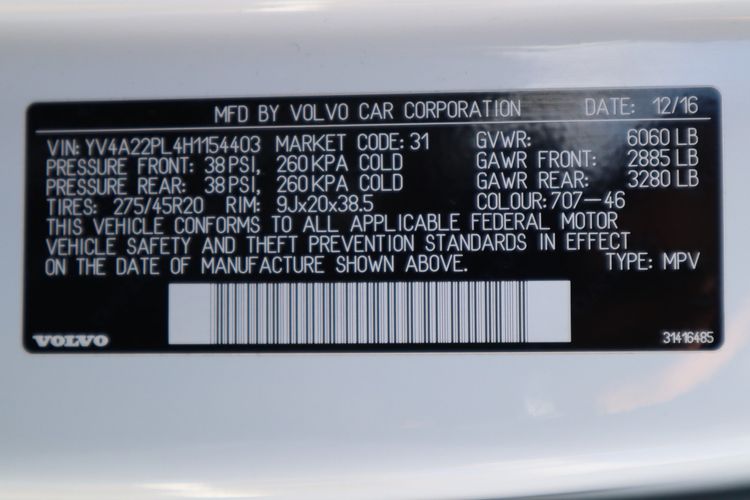 MFD BY VOLVO CAR CORPORATION DATE: 12/16
VIN: YV4A22PL4H1154403 MARKET CODE: 31 GVWR: 6060 LB
PRESSURE FRONT: 38 PSI, 260 KPA COLD GAWR FRONT: 2885 LB
PRESSURE REAR: 38 PSI, 260 KPA COLD GAWR REAR: 3280 LB
TIRES: 275/45R20 RIM: 9Jx20x38.5 COLOUR: 707-46
THIS VEHICLE CONFORMS TO ALL APPLICABLE FEDERAL MOTOR
VEHICLE SAFETY AND THEFT PREVENTION STANDARDS IN EFFECT
ON THE DATE OF MANUFACTURE SHOWN ABOVE. TYPE: MPV
VOLVO 31416485